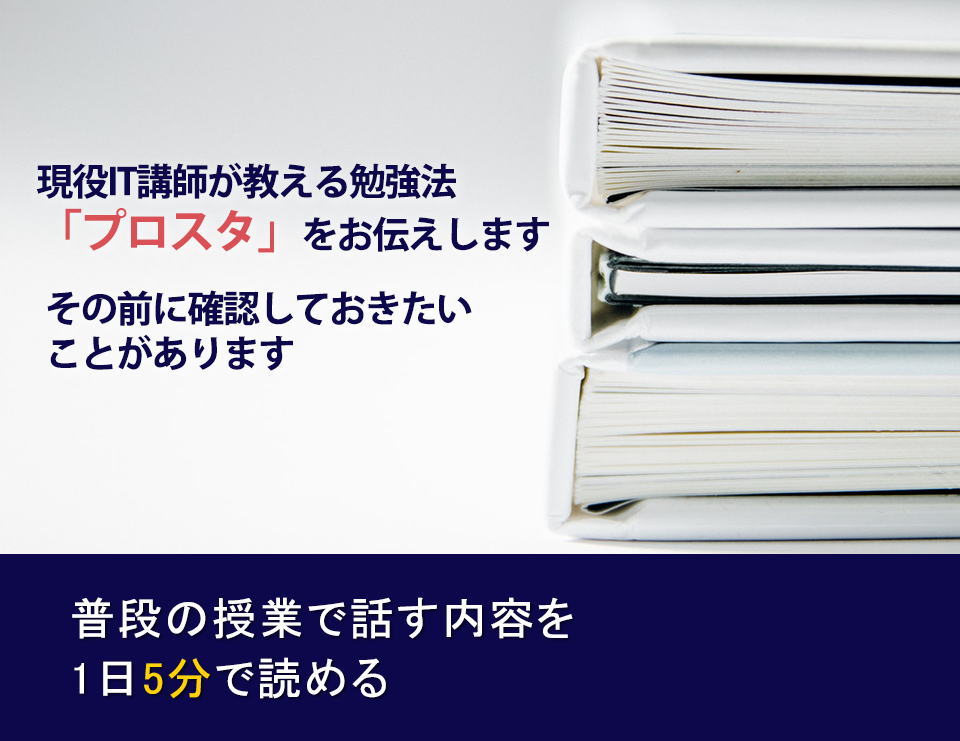 現役IT講師が教える勉強法
「プロスタ」をお伝えします
その前に確認しておきたい
ことがあります
普段の授業で話す内容を
1日5分で読める